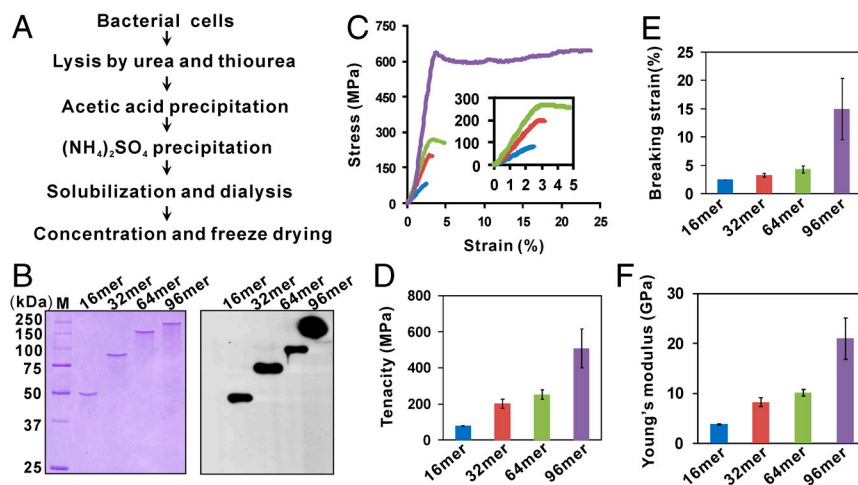 A
Bacterial cells
Lysis by urea and thiourea
Acetic acid precipitation
(NH₄)₂SO₄ precipitation
Solubilization and dialysis
Concentration and freeze drying
B
(kDa) M 16mer 32mer 64mer 96mer
16mer 32mer 64mer 96mer
250
150
100
75
50
37
25
C
Stress (MPa)
750
600
450
300
150
0
0 5 10 15 20 25
Strain (%)
300
200
100
0
0 1 2 3 4 5
D
Tenacity (MPa)
800
600
400
200
0
16mer 32mer 64mer 96mer
E
Breaking strain(%)
25
20
15
10
5
0
16mer 32mer 64mer 96mer
F
Young's modulus (GPa)
30
20
10
0
16mer 32mer 64mer 96mer